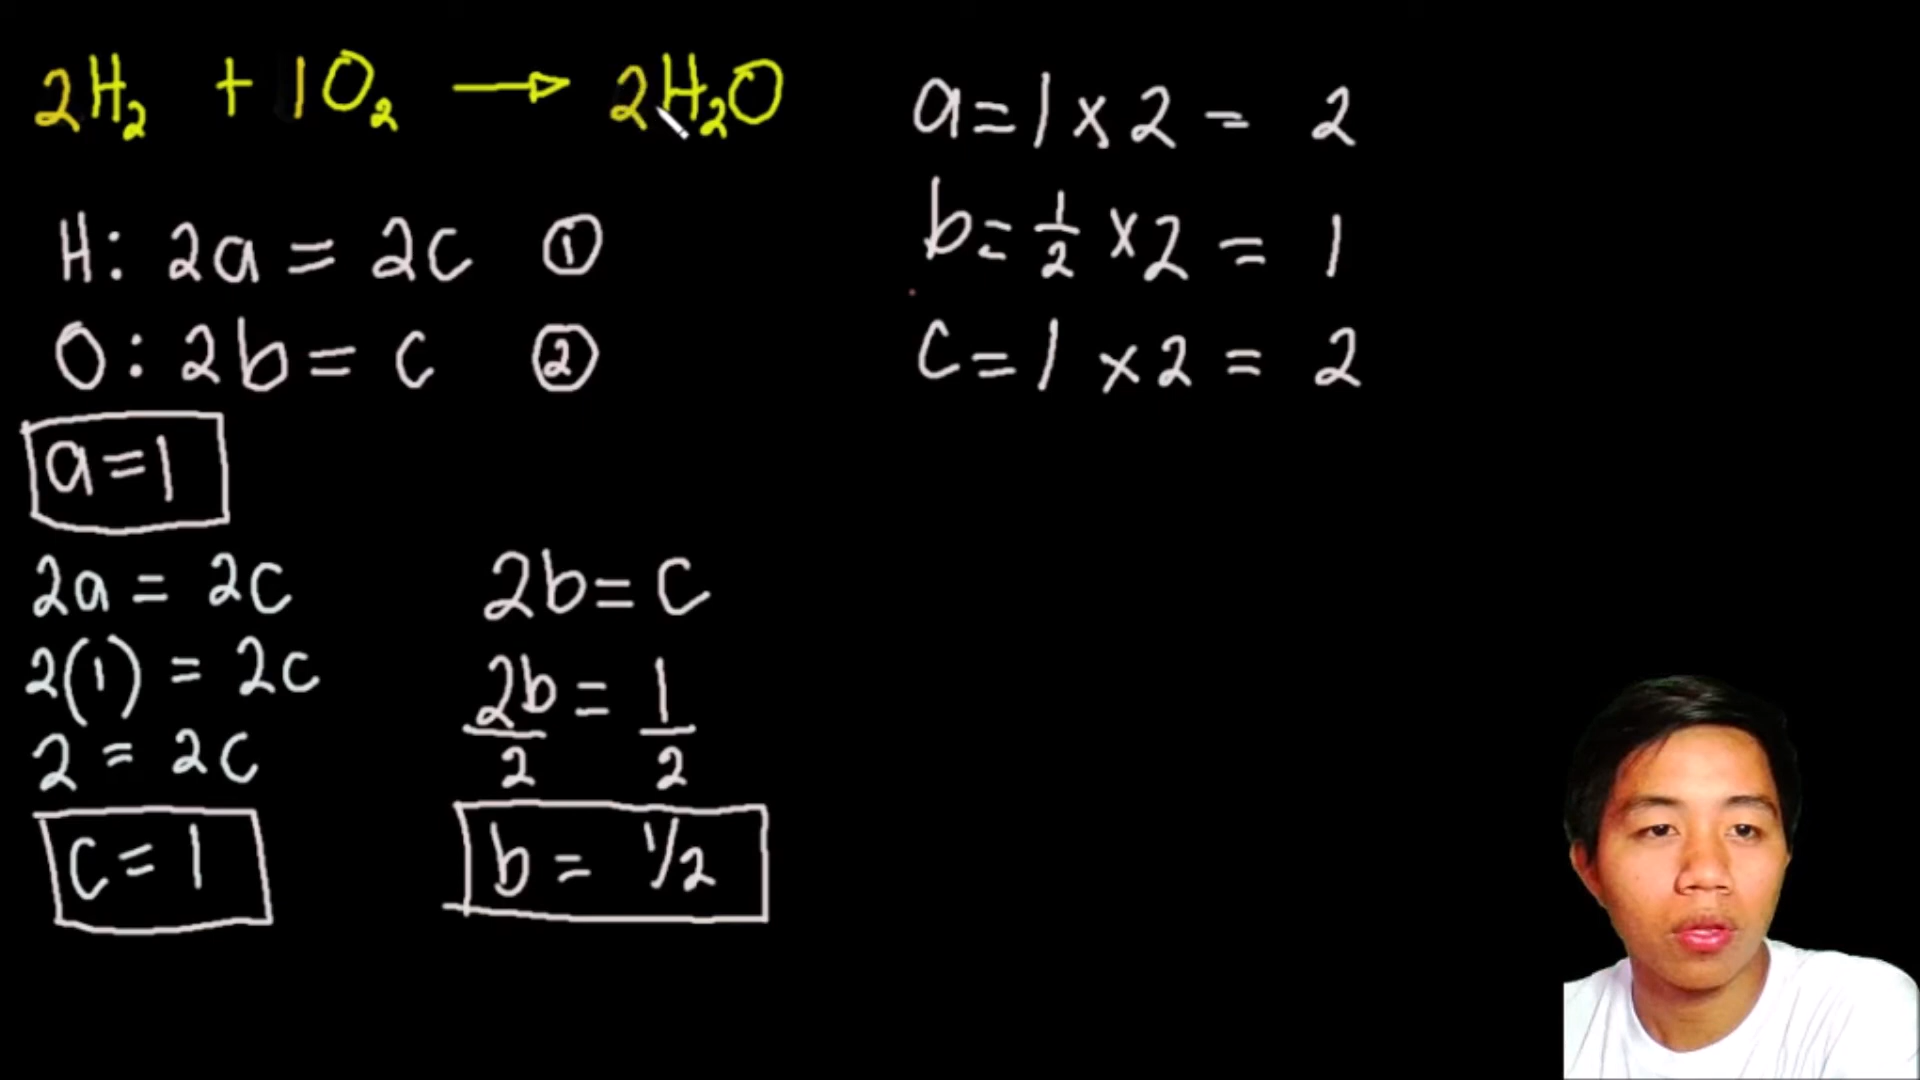 2H₂ + 1O₂ → 2H₂O
H: 2a = 2c ①
O: 2b = c ②
a = 1
2a = 2c
2(1) = 2c
2 = 2c
c = 1
2b = c
2b/2 = 1/2
b = 1/2
a = 1 x 2 = 2
b = 1/2 x 2 = 1
c = 1 x 2 = 2